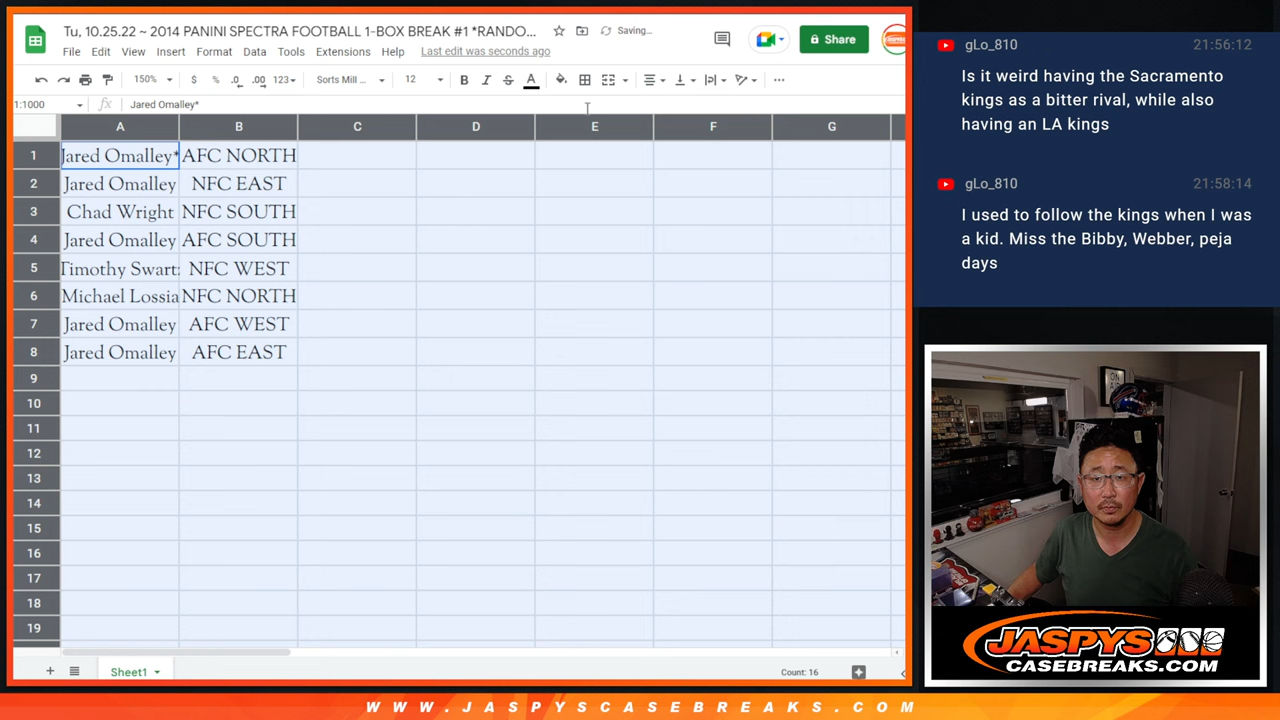 Tu, 10.25.22 ~ 2014 PANINI SPECTRA FOOTBALL 1-BOX BREAK #1 *RANDO...
Saving...
File Edit View Insert Format Data Tools Extensions Help Last edit was seconds ago
Share
150% $ % .0 .00 123 Sorts Mill ... 12 B I S A
1:1000 fx Jared Omalley*
A B C D E F G
1 Jared Omalley* AFC NORTH
2 Jared Omalley NFC EAST
3 Chad Wright NFC SOUTH
4 Jared Omalley AFC SOUTH
5 Timothy Swart NFC WEST
6 Michael Lossia NFC NORTH
7 Jared Omalley AFC WEST
8 Jared Omalley AFC EAST
9
10
11
12
13
14
15
16
17
18
19
Sheet1
Count: 16
gLo_810 21:56:12
Is it weird having the Sacramento
kings as a bitter rival, while also
having an LA kings
gLo_810 21:58:14
I used to follow the kings when I was
a kid. Miss the Bibby, Webber, peja
days
ON
AIR
JASPYS
CASEBREAKS.COM
WWW.JASPYSCASEBREAKS.COM